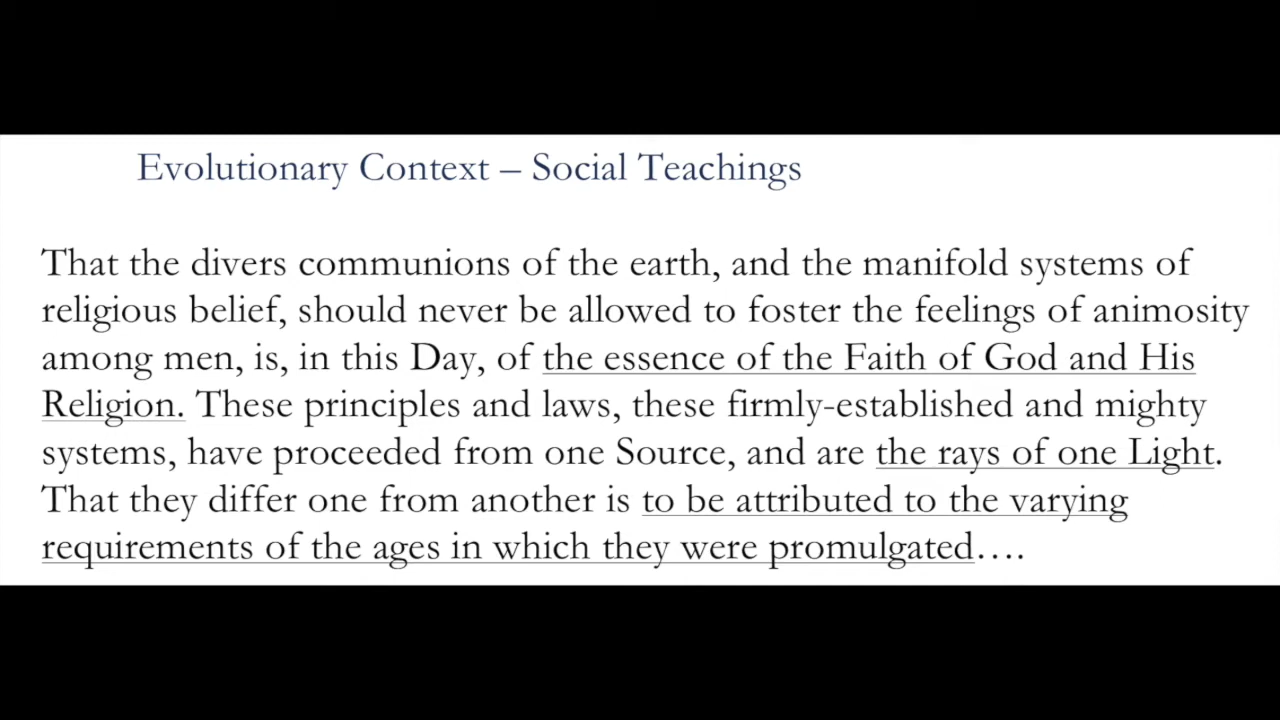 Evolutionary Context – Social Teachings
That the divers communions of the earth, and the manifold systems of
religious belief, should never be allowed to foster the feelings of animosity
among men, is, in this Day, of the essence of the Faith of God and His
Religion. These principles and laws, these firmly-established and mighty
systems, have proceeded from one Source, and are the rays of one Light.
That they differ one from another is to be attributed to the varying
requirements of the ages in which they were promulgated….